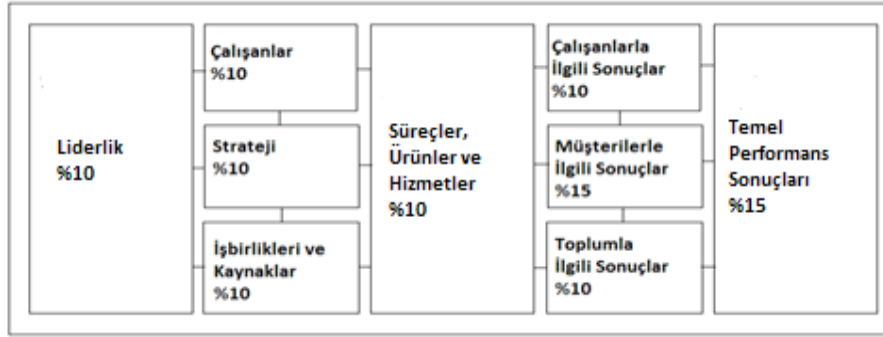 Liderlik
%10
Çalışanlar
%10
Strateji
%10
İşbirlikleri ve
Kaynaklar
%10
Süreçler,
Ürünler ve
Hizmetler
%10
Çalışanlarla
İlgili Sonuçlar
%10
Müşterilerle
İlgili Sonuçlar
%15
Toplumla
İlgili Sonuçlar
%10
Temel
Performans
Sonuçları
%15